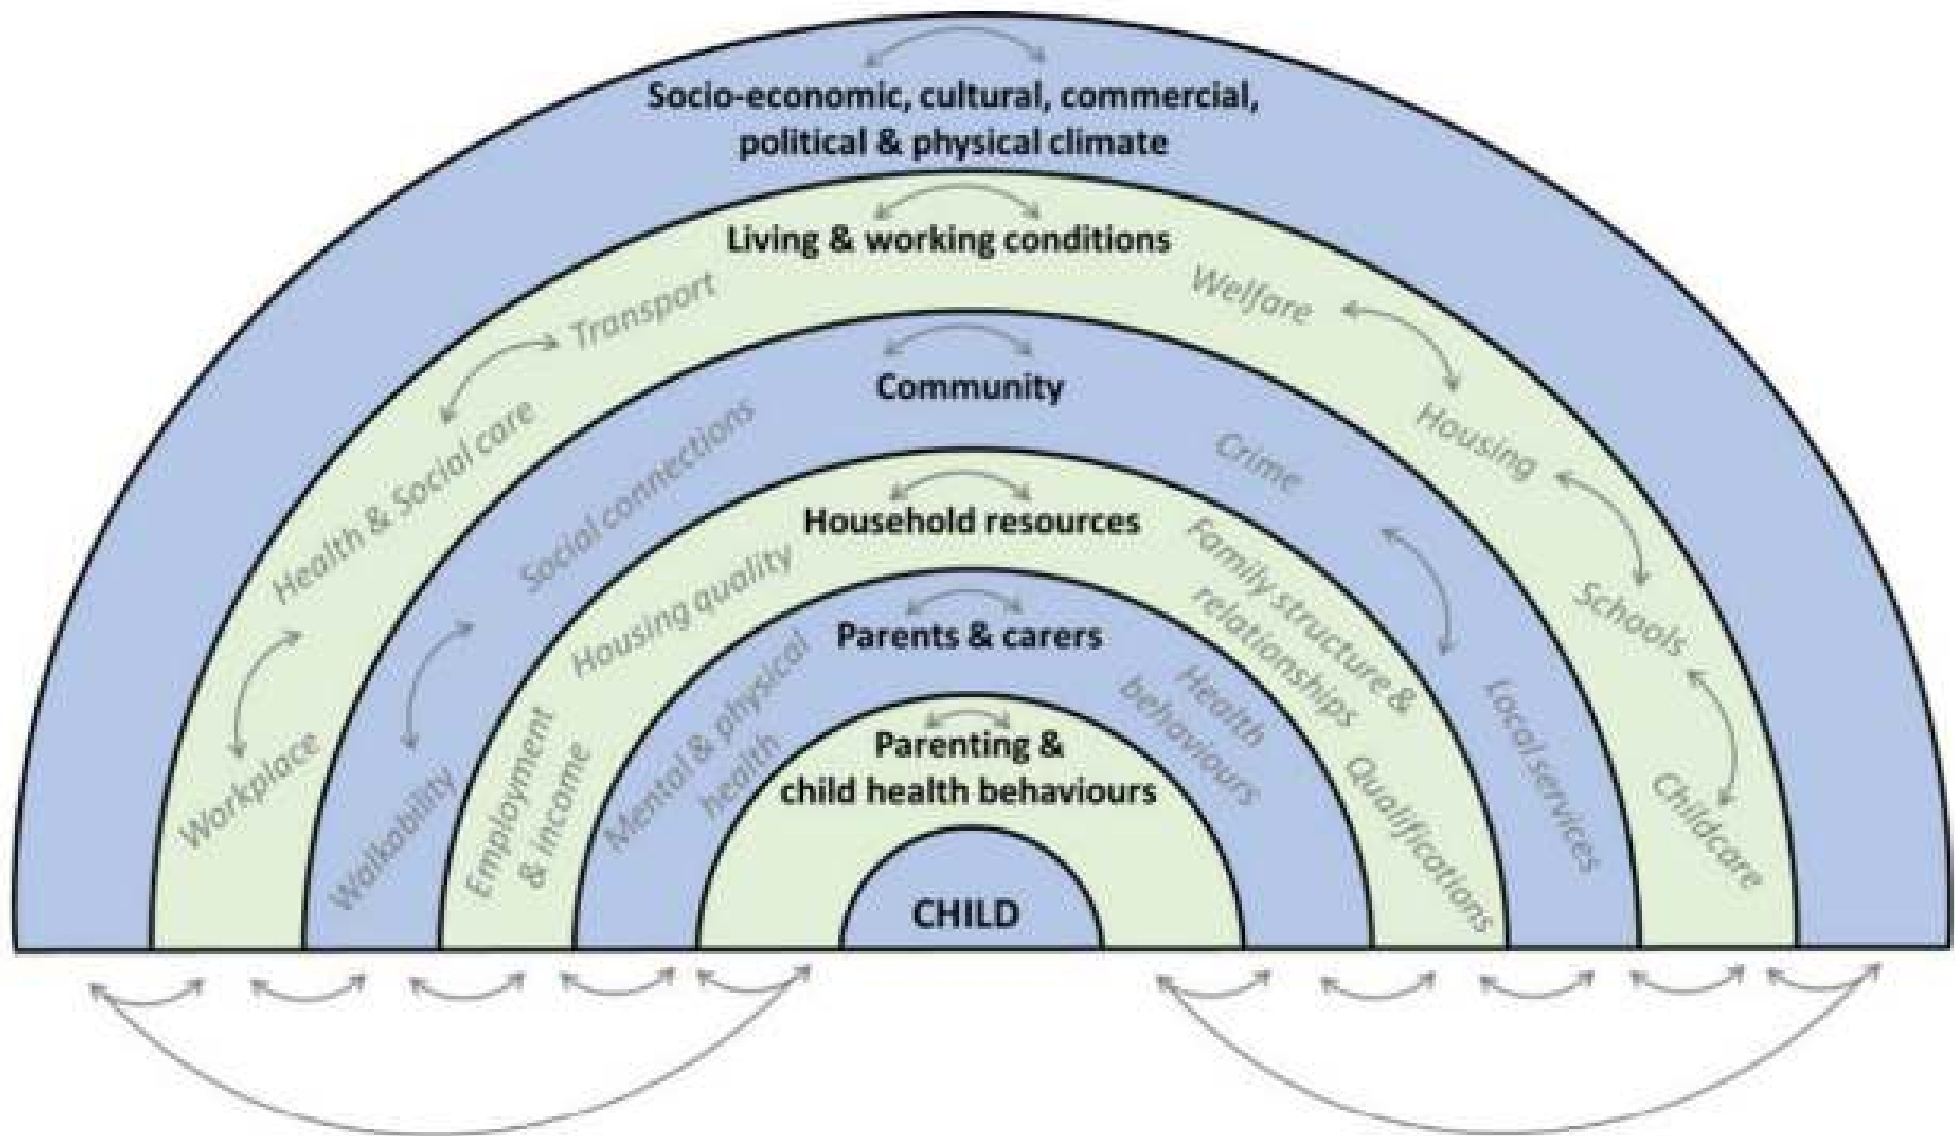 Socio-economic, cultural, commercial,
political & physical climate
Living & working conditions
Transport
Welfare
Health & Social care
Housing
Workplace
Schools
Childcare
Community
Social connections
Crime
Walkability
Local services
Household resources
Housing quality
Family structure &
relationships
Employment
& income
Qualifications
Parents & carers
Mental & physical
health
Health
behaviours
Parenting &
child health behaviours
CHILD